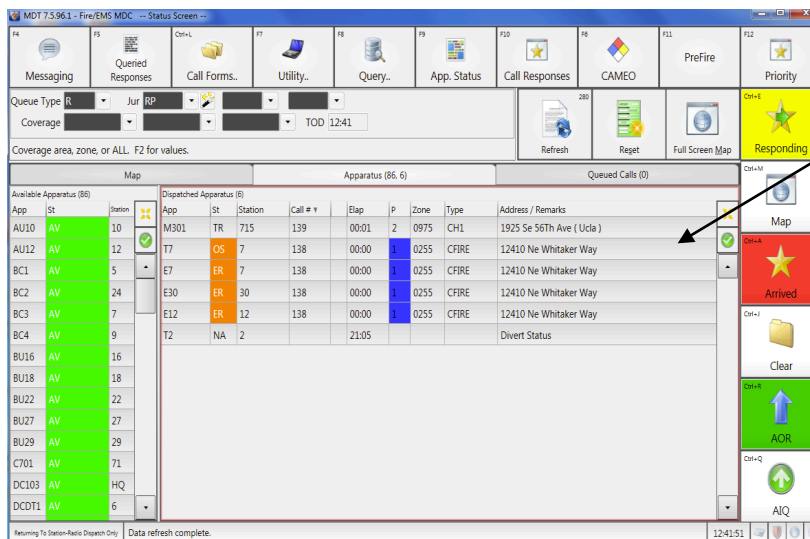 MDT 7.5.96.1 - Fire/EMS MDC -- Status Screen --
F4 F5 Ctrl+L F7 F8 F9 F10 F6 F11 F12
Messaging Queried Responses Call Forms.. Utility.. Query.. App. Status Call Responses CAMEO PreFire Priority
Queue Type R Jur RP
Coverage TOD 12:41
Coverage area, zone, or ALL. F2 for values.
280
Refresh Reset Full Screen Map
Ctrl+E
Responding
Map Apparatus (86, 6) Queued Calls (0)
Ctrl+M
Map
Available Apparatus (86) Dispatched Apparatus (6)
App St Station App St Station Call # Elap P Zone Type Address / Remarks
AU10 AV 10 M301 TR 715 139 00:01 2 0975 CH1 1925 Se 56Th Ave ( Ucla )
AU12 AV 12 T7 OS 7 138 00:00 1 0255 CFIRE 12410 Ne Whitaker Way
BC1 AV 5 E7 ER 7 138 00:00 1 0255 CFIRE 12410 Ne Whitaker Way
BC2 AV 24 E30 ER 30 138 00:00 1 0255 CFIRE 12410 Ne Whitaker Way
BC3 AV 7 E12 ER 12 138 00:00 1 0255 CFIRE 12410 Ne Whitaker Way
BC4 AV 9 T2 NA 2 21:05 Divert Status
BU16 AV 16
BU18 AV 18
BU22 AV 22
BU27 AV 27
BU29 AV 29
C701 AV 71
DC103 AV HQ
DCDT1 AV 6
Ctrl+A
Arrived
Ctrl+J
Clear
Ctrl+R
AOR
Ctrl+Q
AIQ
Returning To Station-Radio Dispatch Only Data refresh complete. 12:41:51